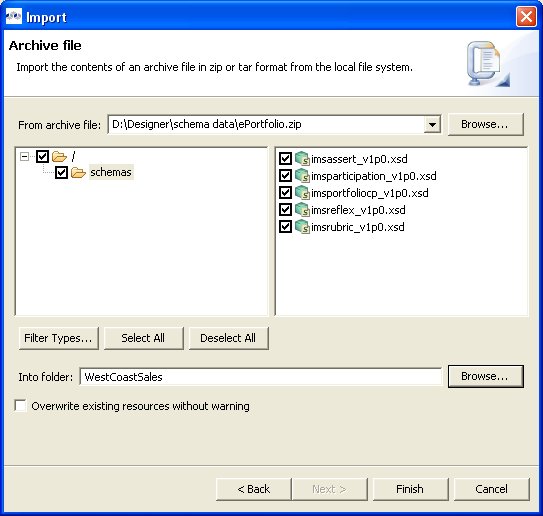 Import
Archive file
Import the contents of an archive file in zip or tar format from the local file system.
From archive file: D:\Designer\schema data\ePortfolio.zip Browse...
/
schemas
imsassert_v1p0.xsd
imsparticipation_v1p0.xsd
imsportfoliocp_v1p0.xsd
imsreflex_v1p0.xsd
imsrubric_v1p0.xsd
Filter Types... Select All Deselect All
Into folder: WestCoastSales Browse...
Overwrite existing resources without warning
< Back Next > Finish Cancel